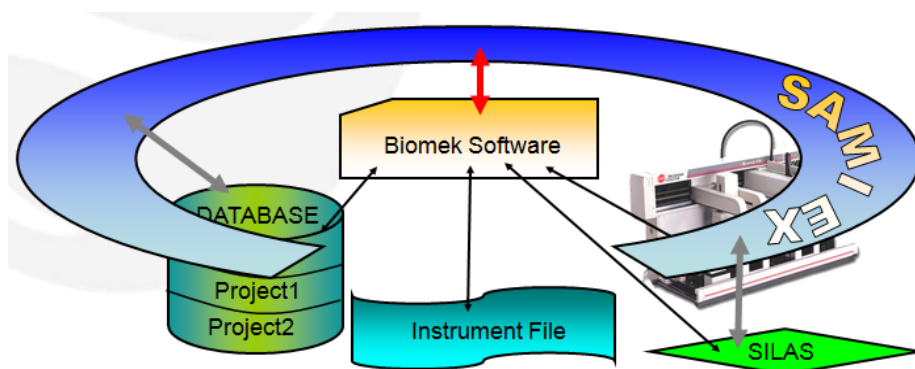 SAMI EX
Biomek Software
DATABASE
Project1
Project2
Instrument File
SILAS